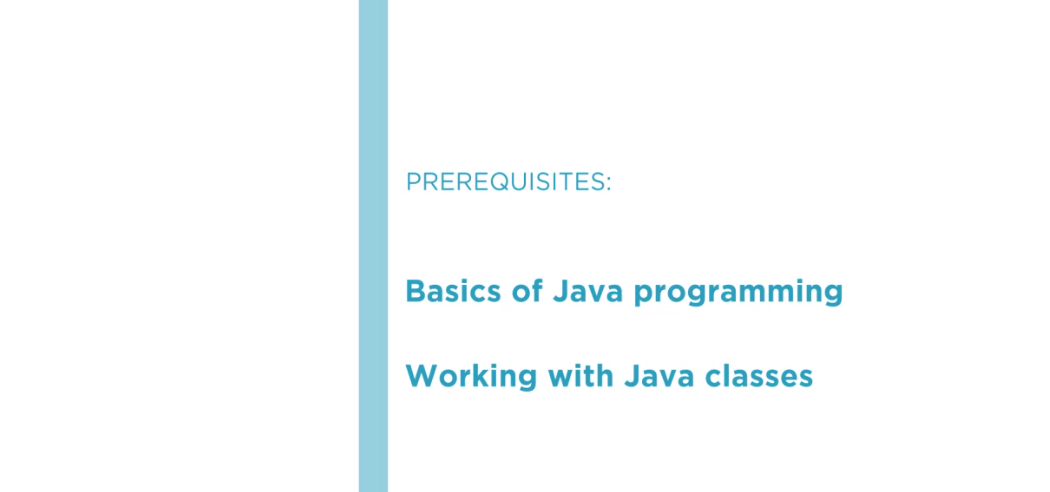 PREREQUISITES:
Basics of Java programming
Working with Java classes